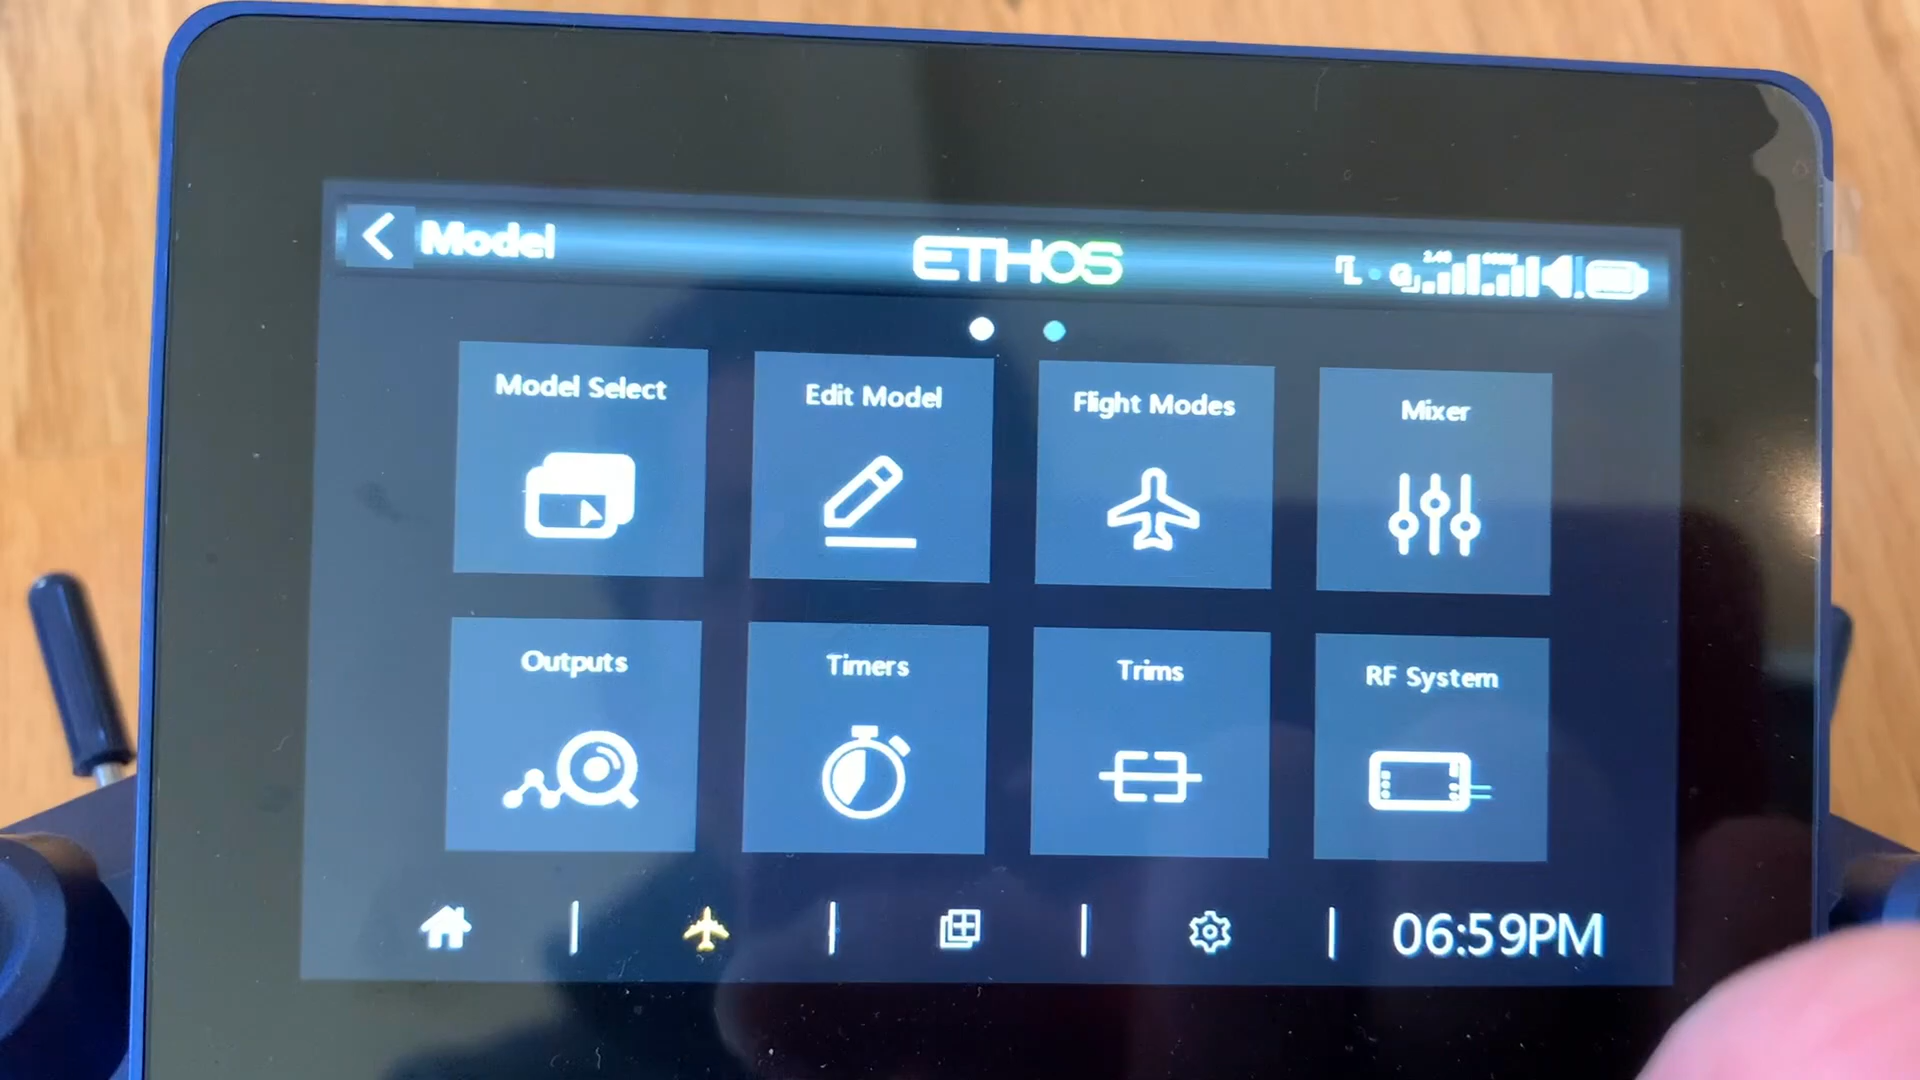 Model
ETHOS
Model Select
Edit Model
Flight Modes
Mixer
Outputs
Timers
Trims
RF System
06:59PM